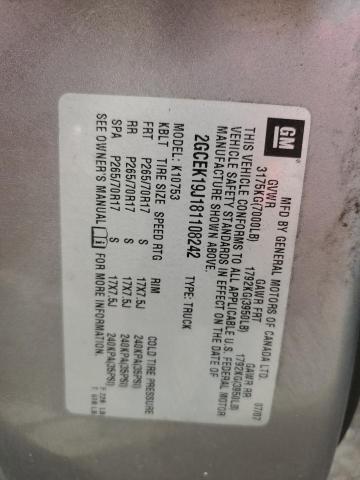 GM
MFD BY GENERAL MOTORS OF CANADA LTD. 07/07
GVWR GAWR FRT GAWR RR
3175KG(7000LB) 1792KG(3950LB) 1792KG(3950LB)
THIS VEHICLE CONFORMS TO ALL APPLICABLE U.S. FEDERAL MOTOR
VEHICLE SAFETY STANDARDS IN EFFECT ON THE DATE OF
MANUFACTURE SHOWN ABOVE.
2GCEK19J181108242 TYPE: TRUCK
MODEL: K10753
KBLT TIRE SIZE SPEED RTG RIM COLD TIRE PRESSURE
FRT P265/70R17 S 17X7.5J 240KPA(35PSI)
RR P265/70R17 S 17X7.5J 240KPA(35PSI)
SPA P265/70R17 S 17X7.5J 240KPA(35PSI)
SEE OWNER'S MANUAL FOR MORE INFORMATION.